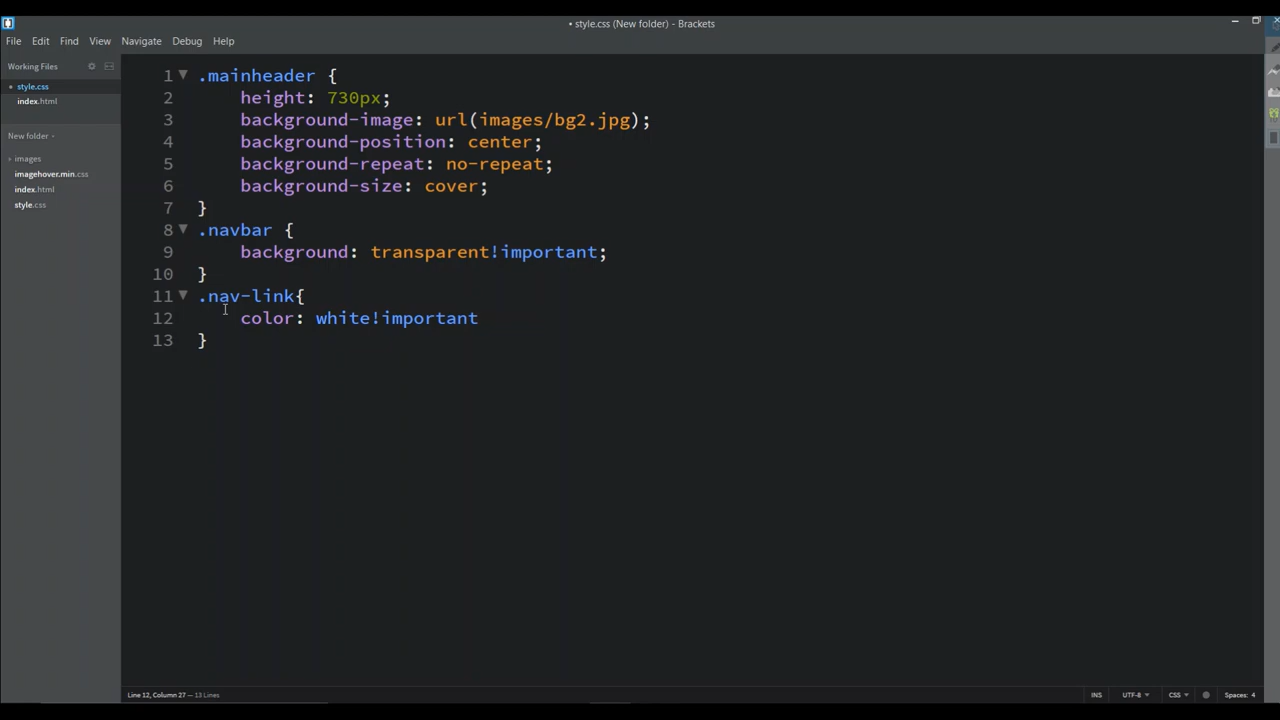 • style.css (New folder) - Brackets
File Edit Find View Navigate Debug Help
Working Files
style.css
index.html
New folder
images
imagehover.min.css
index.html
style.css
1 .mainheader {
2 height: 730px;
3 background-image: url(images/bg2.jpg);
4 background-position: center;
5 background-repeat: no-repeat;
6 background-size: cover;
7 }
8 .navbar {
9 background: transparent!important;
10 }
11 .nav-link{
12 color: white!important
13 }
Line 12, Column 27 — 13 Lines
INS UTF-8 CSS Spaces: 4